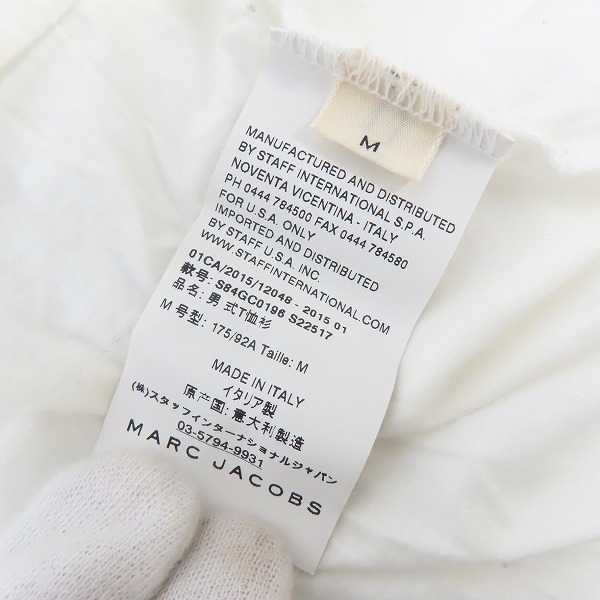 M
MANUFACTURED AND DISTRIBUTED
BY STAFF INTERNATIONAL S.P.A.
NOVENTA VICENTINA - ITALY
PH 0444 784500 FAX 0444 784580
FOR U.S.A. ONLY
IMPORTED AND DISTRIBUTED
BY STAFF U.S.A. INC.
WWW.STAFFINTERNATIONAL.COM
01CA/2015/12048 - 2015 01
款号: S84GC0196 S22517
品名: 男式T恤衫
M 号型: 175/92A Taille: M
MADE IN ITALY
イタリア製
原産国: 意大利製造
(株)スタッフインターナショナルジャパン
03-5794-9931
MARC JACOBS